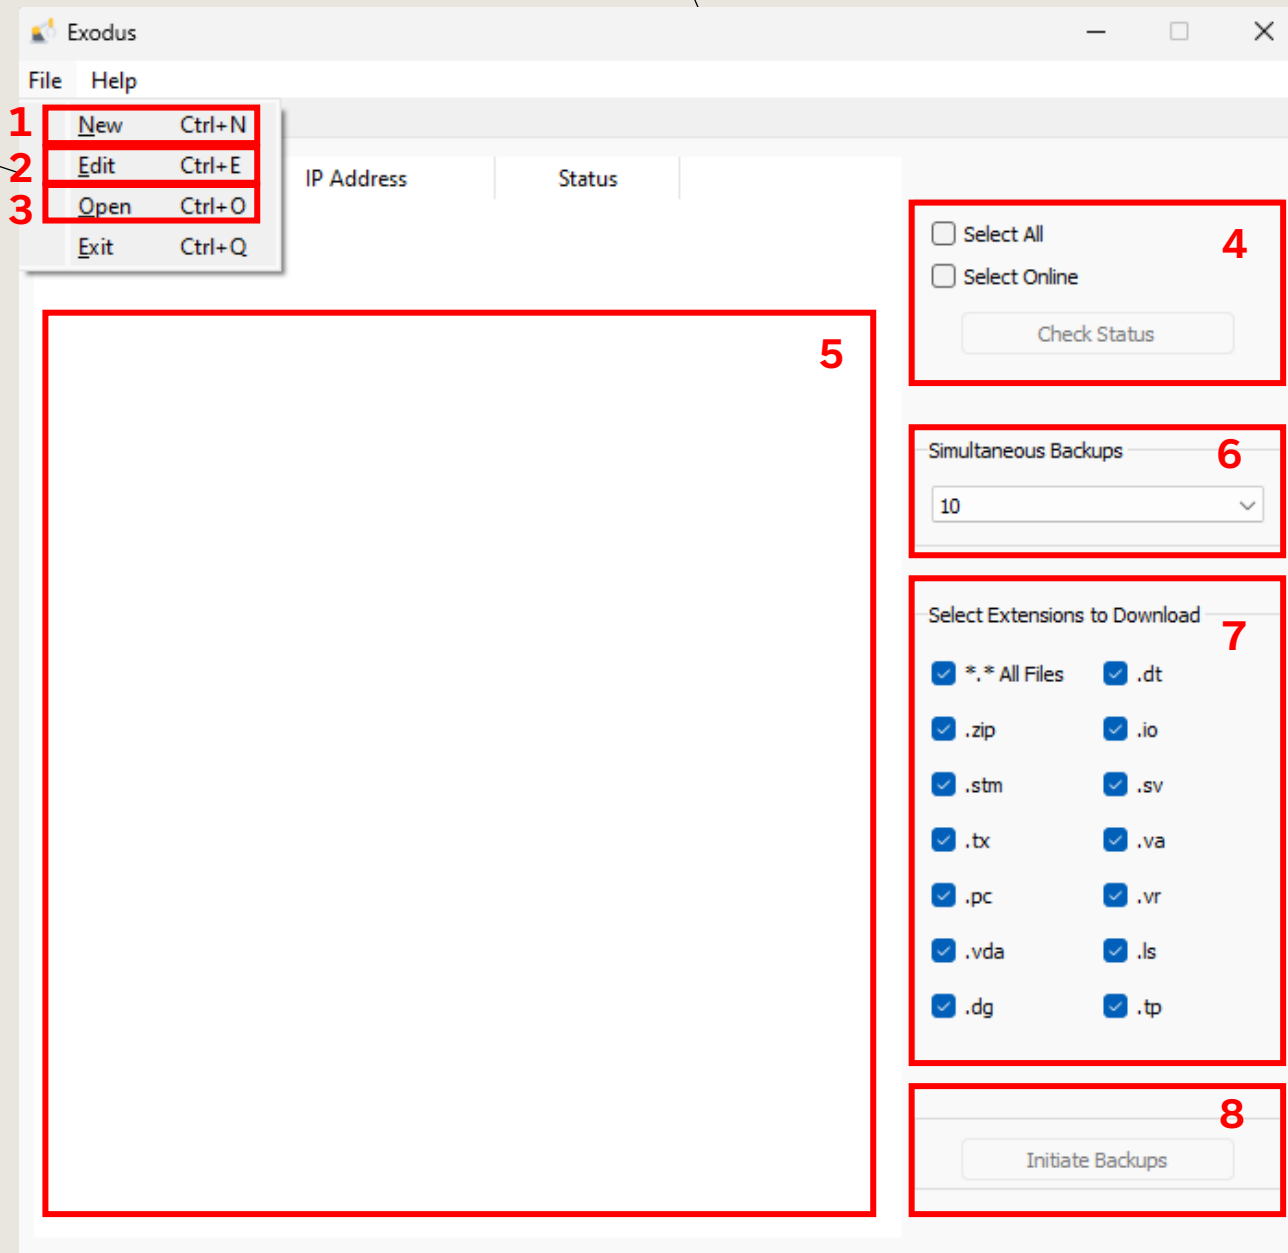 Exodus
File Help
1 New Ctrl+N
2 Edit Ctrl+E
3 Open Ctrl+O
Exit Ctrl+Q
IP Address Status
Select All 4
Select Online
Check Status
5
Simultaneous Backups 6
10
Select Extensions to Download 7
*.* All Files .dt
.zip .io
.stm .sv
.tx .va
.pc .vr
.vda .ls
.dg .tp
8
Initiate Backups